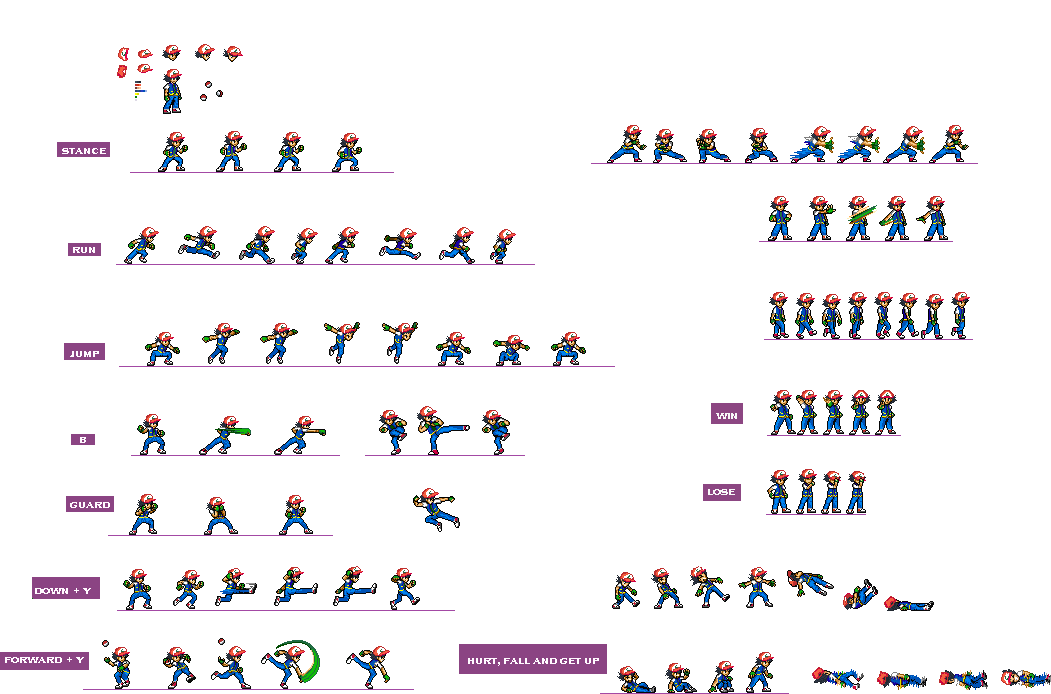 STANCE
RUN
JUMP
B
WIN
LOSE
GUARD
DOWN + Y
FORWARD + Y
HURT, FALL AND GET UP